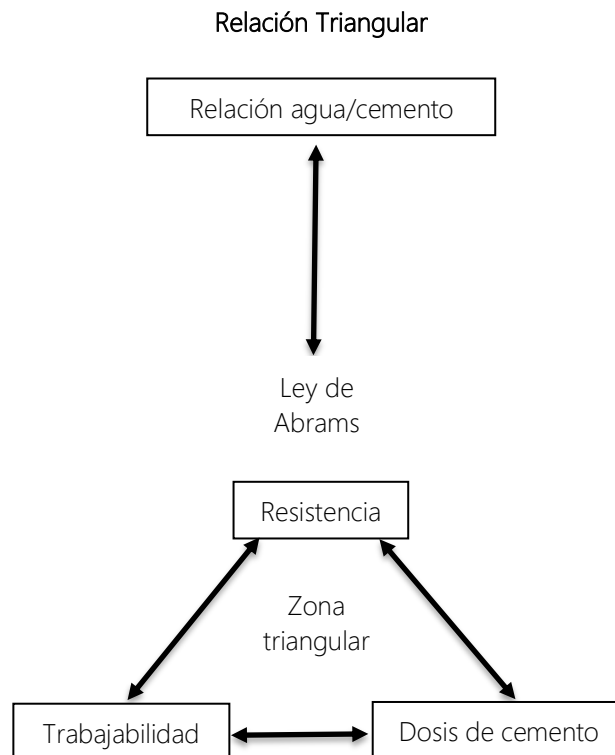 Relación Triangular
Relación agua/cemento
Ley de
Abrams
Resistencia
Zona
triangular
Trabajabilidad
Dosis de cemento